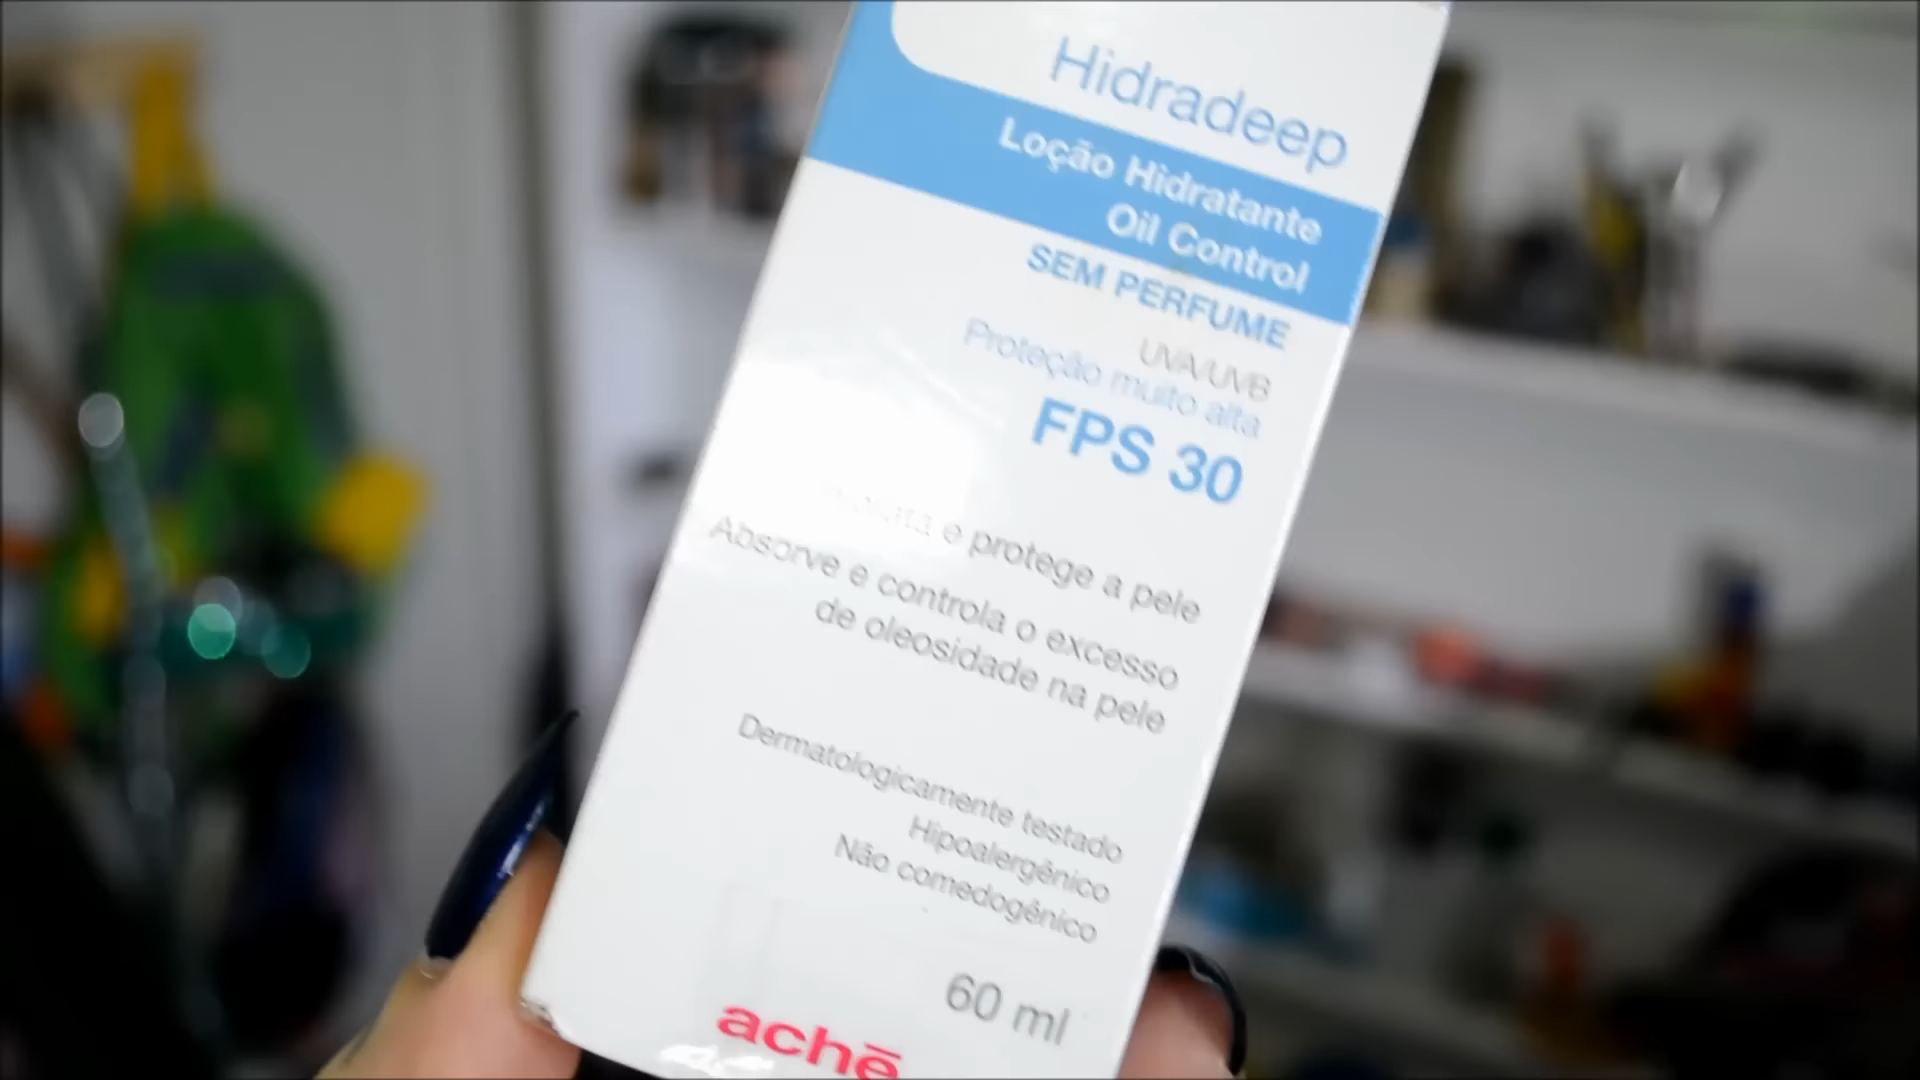 Hidradeep
Loção Hidratante
Oil Control
SEM PERFUME
UVA/UVB
Proteção muito alta
FPS 30
e protege a pele
Absorve e controla o excesso
de oleosidade na pele
Dermatologicamente testado
Hipoalergênico
Não comedogênico
60 ml
achē